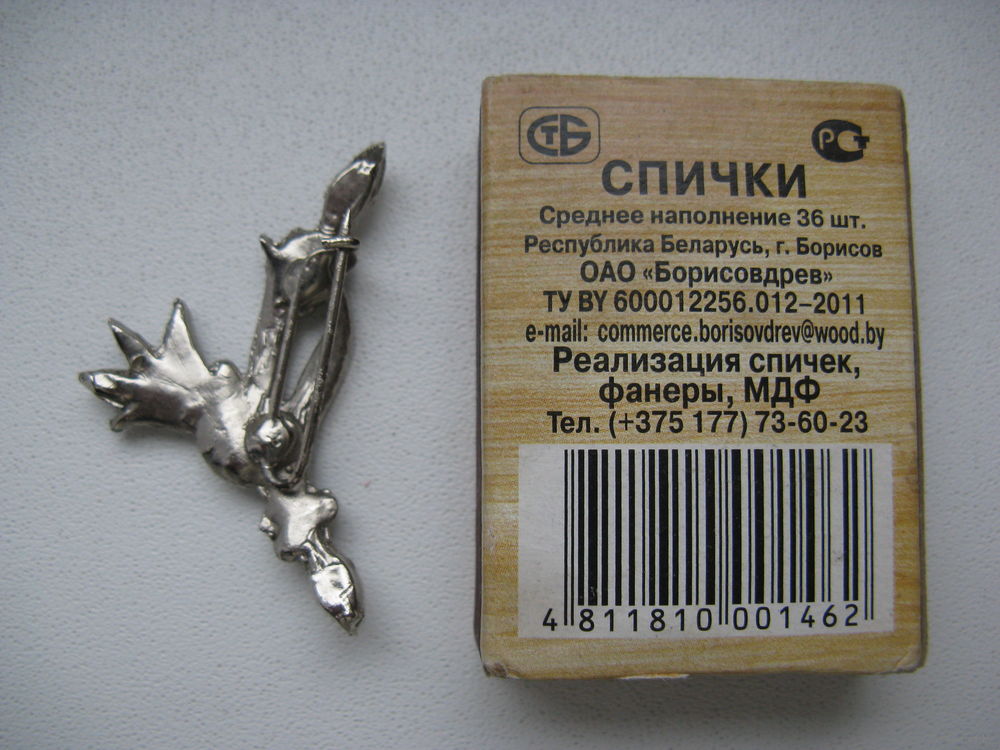 СТБ
РСТ
СПИЧКИ
Среднее наполнение 36 шт.
Республика Беларусь, г. Борисов
ОАО «Борисовдрев»
ТУ BY 600012256.012–2011
e-mail: commerce.borisovdrev@wood.by
Реализация спичек,
фанеры, МДФ
Тел. (+375 177) 73-60-23
4 811810 001462